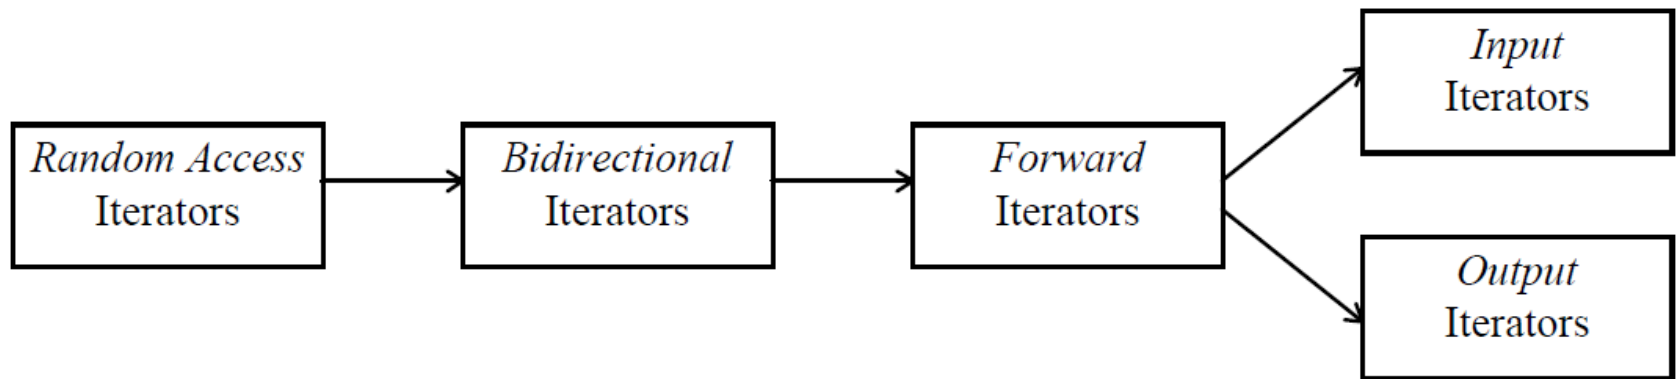 Random Access
Iterators
Bidirectional
Iterators
Forward
Iterators
Input
Iterators
Output
Iterators